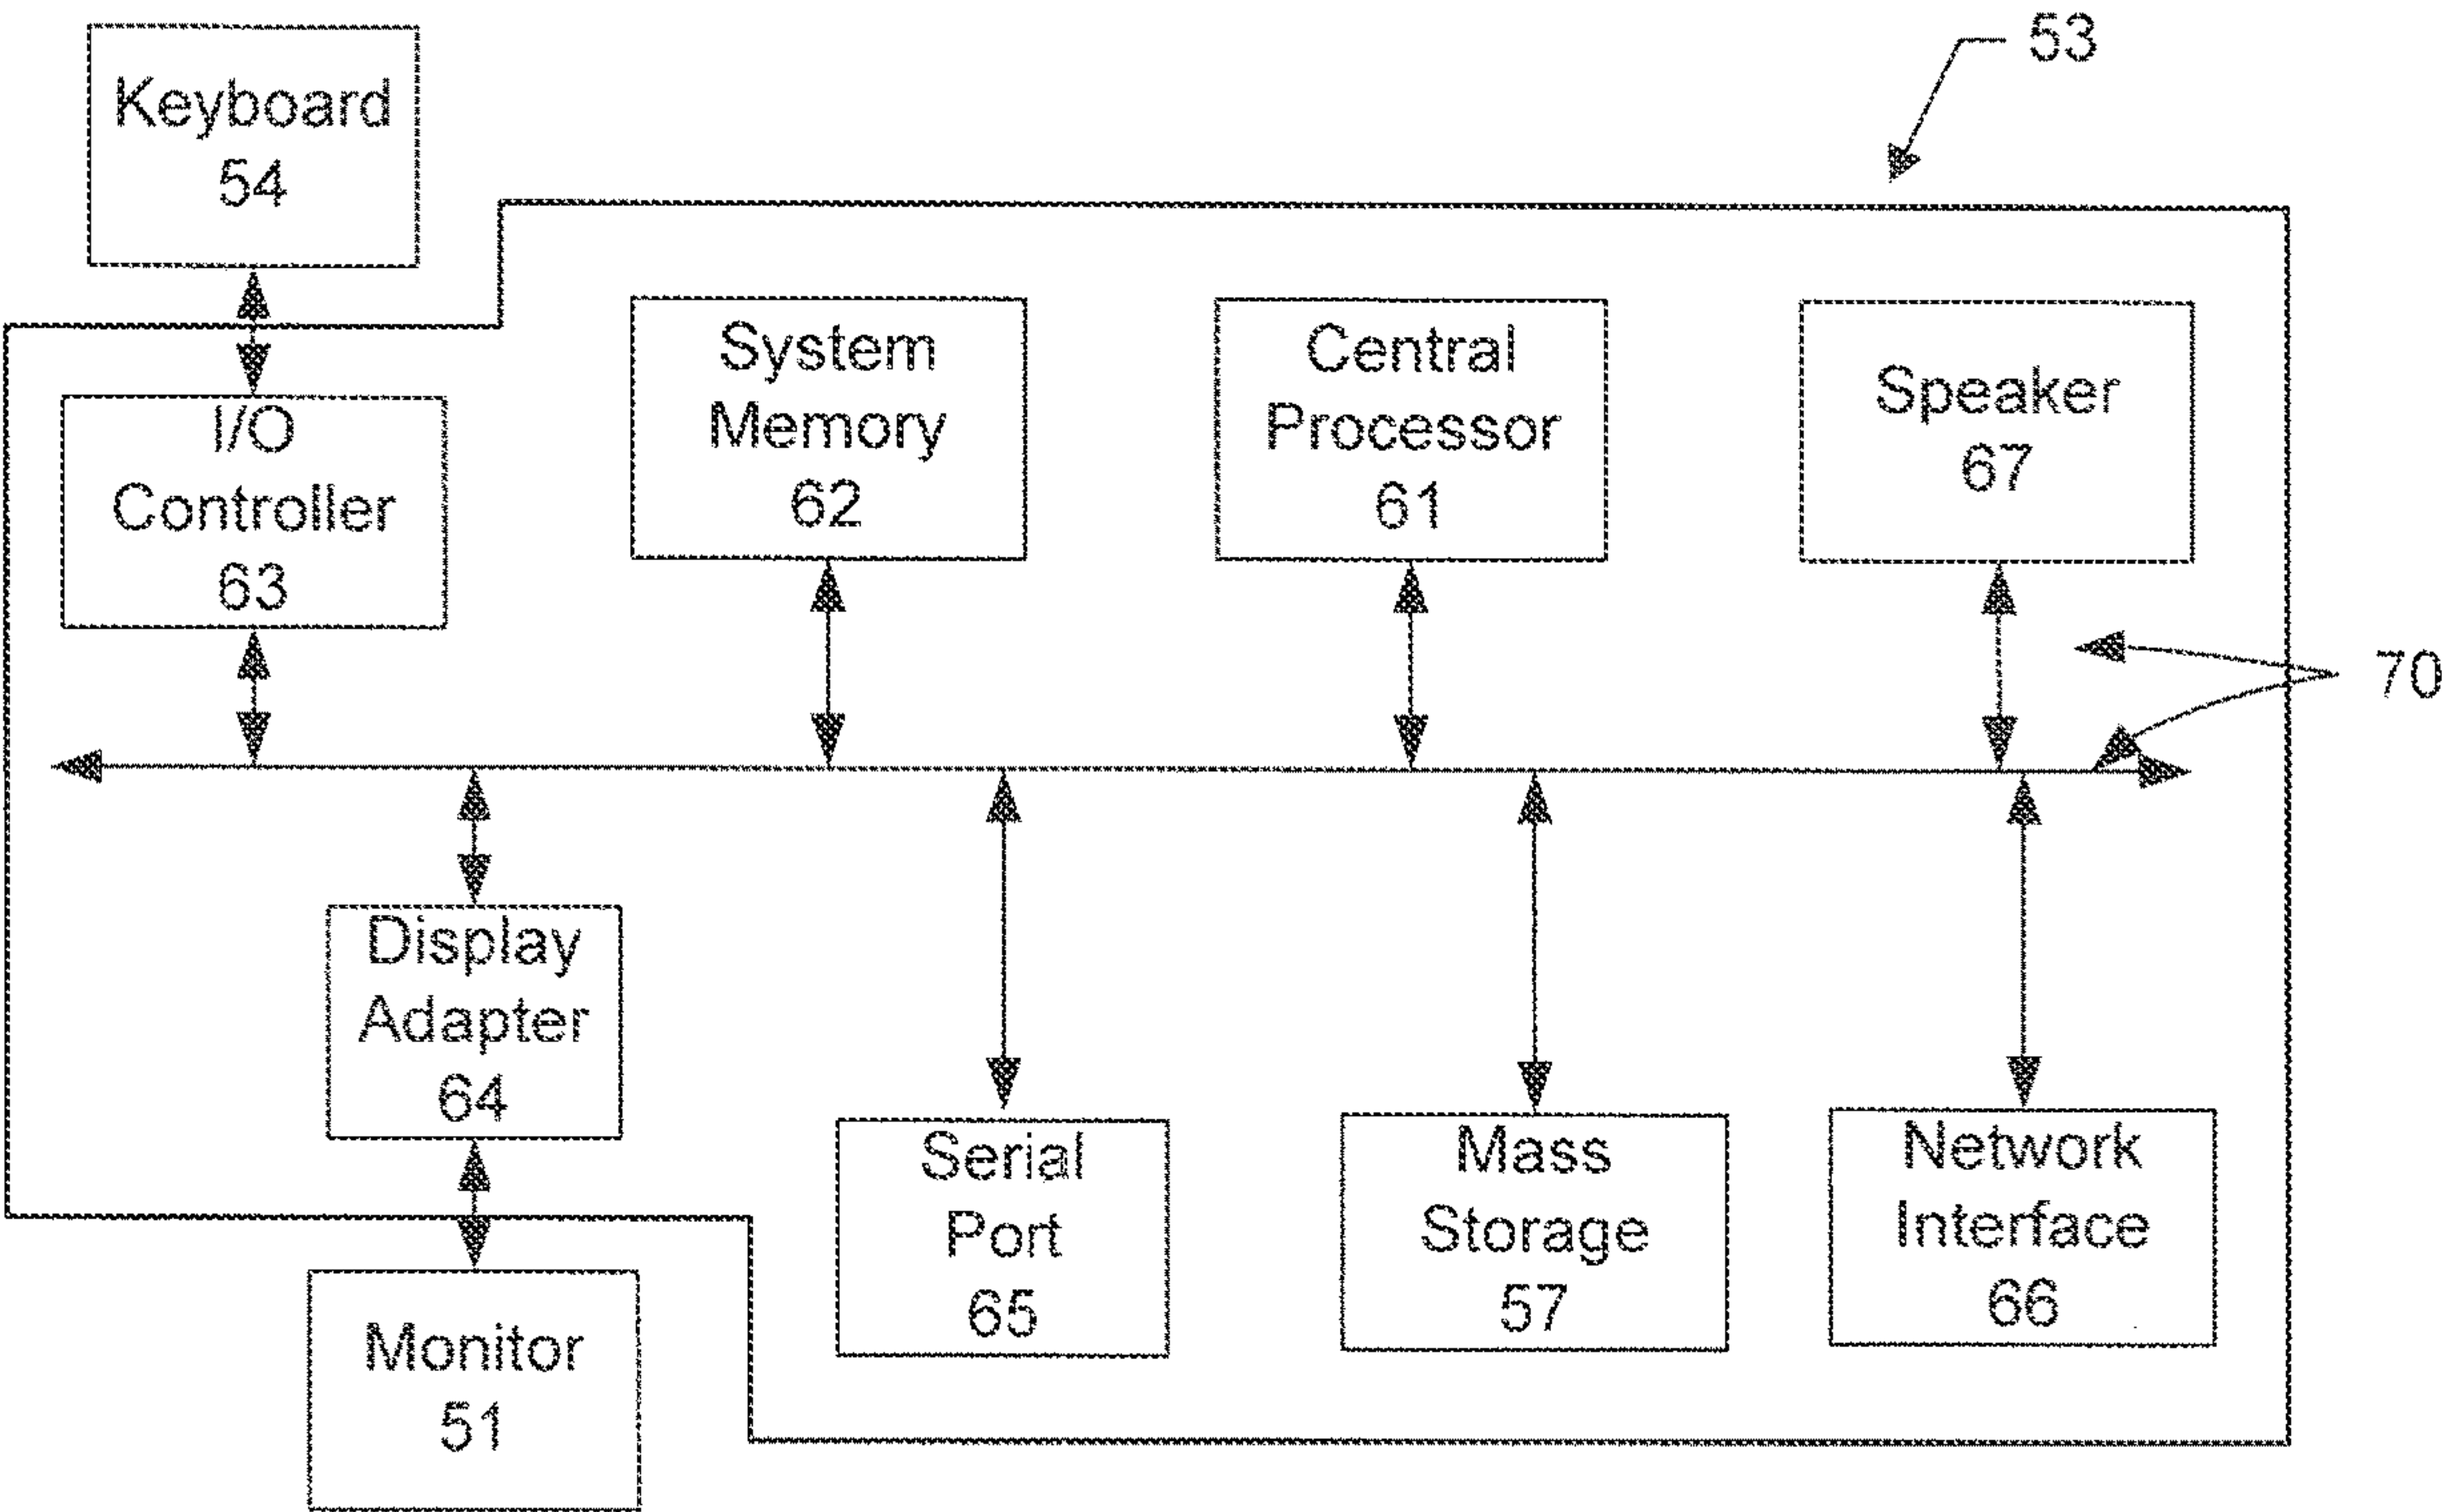 Keyboard
54
53
I/O
Controller
63
System
Memory
62
Central
Processor
61
Speaker
67
70
Display
Adapter
64
Monitor
51
Serial
Port
65
Mass
Storage
57
Network
Interface
66